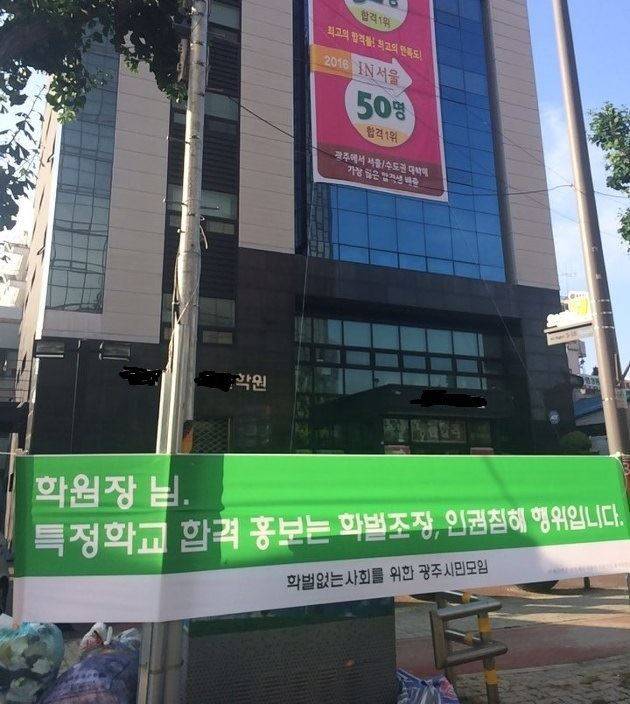 합격1위
최고의 합격률! 최고의 만족도!
2016 IN서울
50명
합격1위
광주에서 서울/수도권 대학에
가장 많은 합격생 배출
학원
학원장 님.
특정학교 합격 홍보는 학벌조장, 인권침해 행위입니다.
학벌없는사회를 위한 광주시민모임